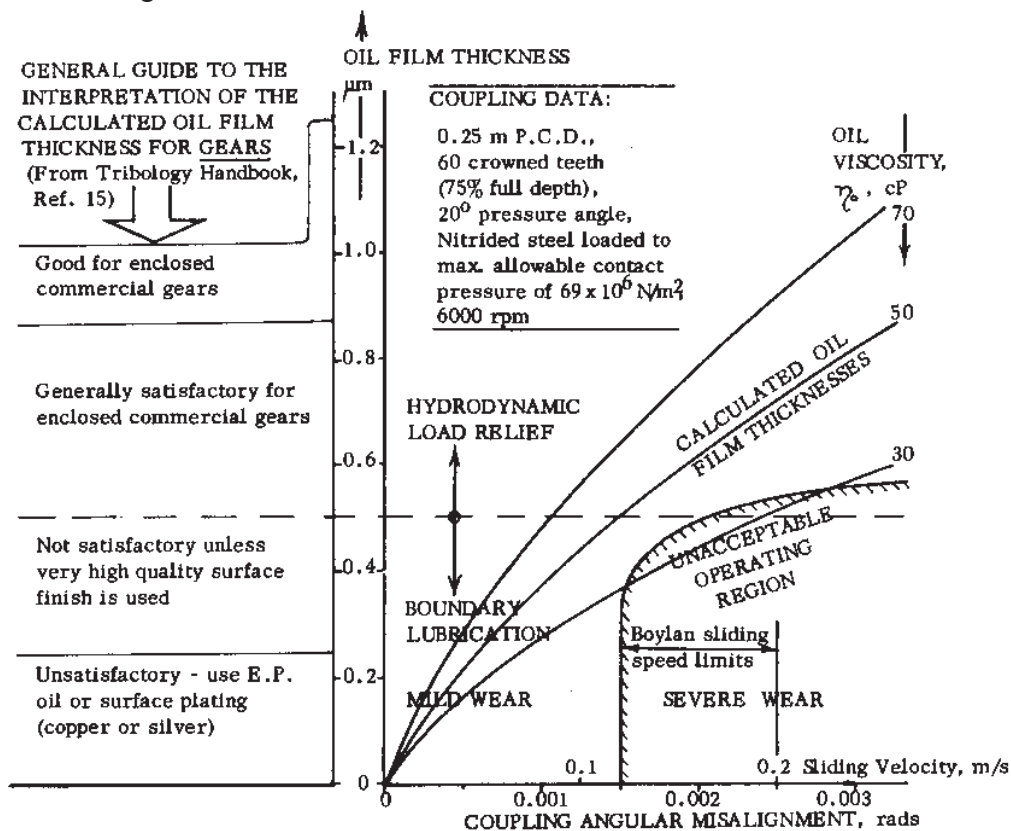 OIL FILM THICKNESS
µm
GENERAL GUIDE TO THE
INTERPRETATION OF THE
CALCULATED OIL FILM
THICKNESS FOR GEARS
(From Tribology Handbook,
Ref. 15)
Good for enclosed
commercial gears
Generally satisfactory for
enclosed commercial gears
Not satisfactory unless
very high quality surface
finish is used
Unsatisfactory - use E.P.
oil or surface plating
(copper or silver)
1.2
1.0
0.8
0.6
0.4
0.2
0
COUPLING DATA:
0.25 m P.C.D.,
60 crowned teeth
(75% full depth),
20° pressure angle,
Nitrided steel loaded to
max. allowable contact
pressure of 69 x 10⁶ N/m²,
6000 rpm
OIL
VISCOSITY,
η₀, cP
70
50
30
CALCULATED OIL
FILM THICKNESSES
HYDRODYNAMIC
LOAD RELIEF
BOUNDARY
LUBRICATION
MILD WEAR
UNACCEPTABLE
OPERATING
REGION
Boylan sliding
speed limits
SEVERE WEAR
0.1
0.2 Sliding Velocity, m/s
0
0.001
0.002
0.003
COUPLING ANGULAR MISALIGNMENT, rads